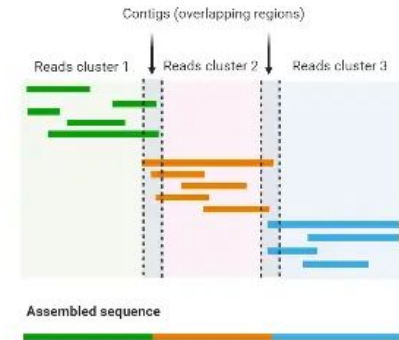 Contigs (overlapping regions)
Reads cluster 1
Reads cluster 2
Reads cluster 3
Assembled sequence